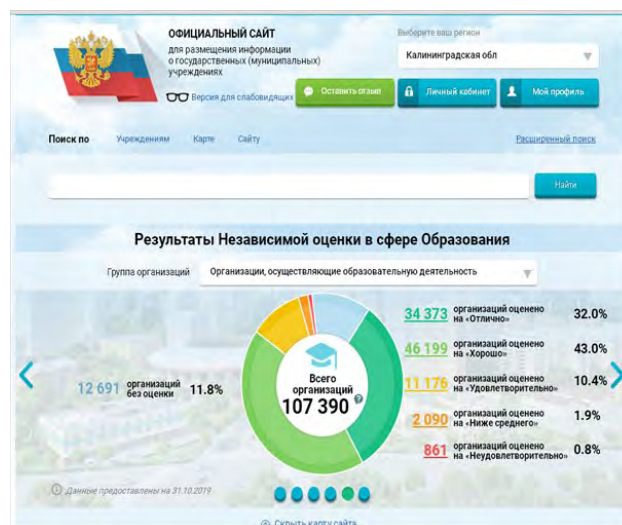 ОФИЦИАЛЬНЫЙ САЙТ
для размещения информации
о государственных (муниципальных)
учреждениях
Версия для слабовидящих
Выберите ваш регион
Калининградская обл
Оставить отзыв
Личный кабинет
Мой профиль
Поиск по Учреждениям Карте Сайту
Расширенный поиск
Найти
Результаты Независимой оценки в сфере Образования
Группа организаций Организации, осуществляющие образовательную деятельность
12 691 организаций без оценки 11.8%
Всего
организаций
107 390
34 373 организаций оценено на «Отлично» 32.0%
46 199 организаций оценено на «Хорошо» 43.0%
11 176 организаций оценено на «Удовлетворительно» 10.4%
2 090 организаций оценено на «Ниже среднего» 1.9%
861 организаций оценено на «Неудовлетворительно» 0.8%
Данные предоставлены на 31.10.2019
Скрыть карту сайта